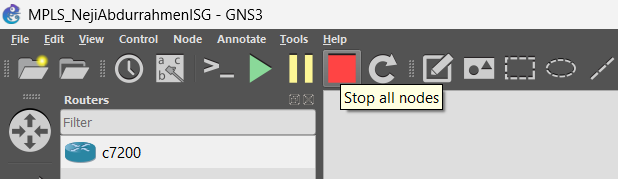 MPLS_NejiAbdurrahmenISG - GNS3
File Edit View Control Node Annotate Tools Help
a c
b
Stop all nodes
Routers
Filter
c7200